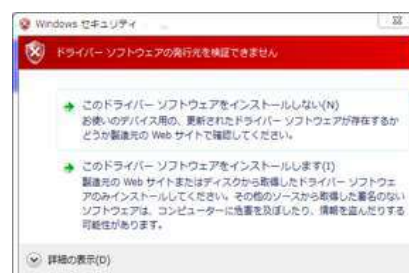 Windows セキュリティ
ドライバー ソフトウェアの発行元を検証できません
このドライバー ソフトウェアをインストールしない(N)
お使いのデバイス用の、更新されたドライバー ソフトウェアが存在するか
どうか製造元の Web サイトで確認してください。
このドライバー ソフトウェアをインストールします(I)
製造元の Web サイトまたはディスクから取得したドライバー ソフトウェ
アのみインストールしてください。その他のソースから取得した署名のない
ソフトウェアは、コンピューターに危害を及ぼしたり、情報を盗んだりする
可能性があります。
詳細の表示(D)